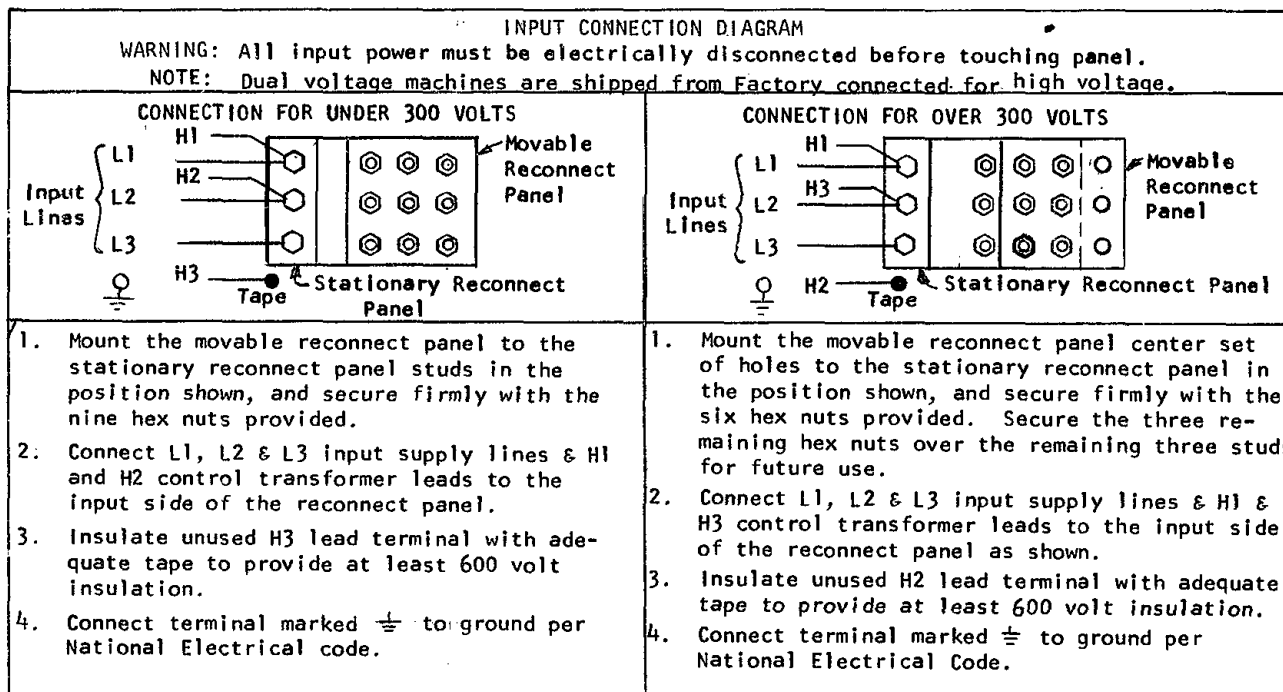 INPUT CONNECTION DIAGRAM
WARNING: All input power must be electrically disconnected before touching panel.
NOTE: Dual voltage machines are shipped from Factory connected for high voltage.
CONNECTION FOR UNDER 300 VOLTS
H1
L1
H2
Input
Lines
L2
L3
H3
Tape
Movable
Reconnect
Panel
Stationary Reconnect
Panel
1. Mount the movable reconnect panel to the
stationary reconnect panel studs in the
position shown, and secure firmly with the
nine hex nuts provided.
2. Connect L1, L2 & L3 input supply lines & H1
and H2 control transformer leads to the
input side of the reconnect panel.
3. Insulate unused H3 lead terminal with ade-
quate tape to provide at least 600 volt
insulation.
4. Connect terminal marked ⏚ to ground per
National Electrical code.
CONNECTION FOR OVER 300 VOLTS
H1
L1
H3
Input
Lines
L2
L3
H2
Tape
Movable
Reconnect
Panel
Stationary Reconnect Panel
1. Mount the movable reconnect panel center set
of holes to the stationary reconnect panel in
the position shown, and secure firmly with the
six hex nuts provided. Secure the three re-
maining hex nuts over the remaining three stud
for future use.
2. Connect L1, L2 & L3 input supply lines & H1 &
H3 control transformer leads to the input side
of the reconnect panel as shown.
3. Insulate unused H2 lead terminal with adequate
tape to provide at least 600 volt insulation.
4. Connect terminal marked ⏚ to ground per
National Electrical Code.